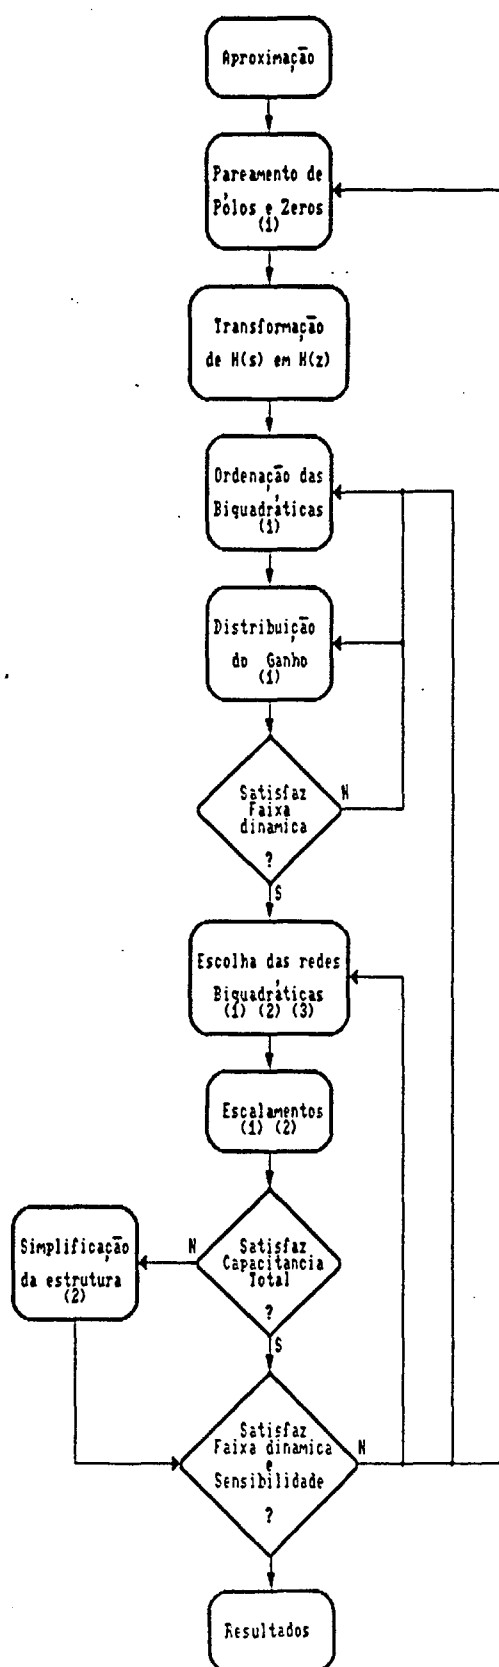 Aproximação
Pareamento de
Pólos e Zeros
(1)
Transformação
de H(s) em H(z)
Ordenação das
Biquadráticas
(1)
Distribuição
do Ganho
(1)
Satisfaz
Faixa
dinamica
?
N
S
Escolha das redes
Biquadráticas
(1) (2) (3)
Escalamentos
(1) (2)
Satisfaz
Capacitancia
Total
?
N
S
Simplificação
da estrutura
(2)
Satisfaz
Faixa dinamica
e
Sensibilidade
?
N
Resultados